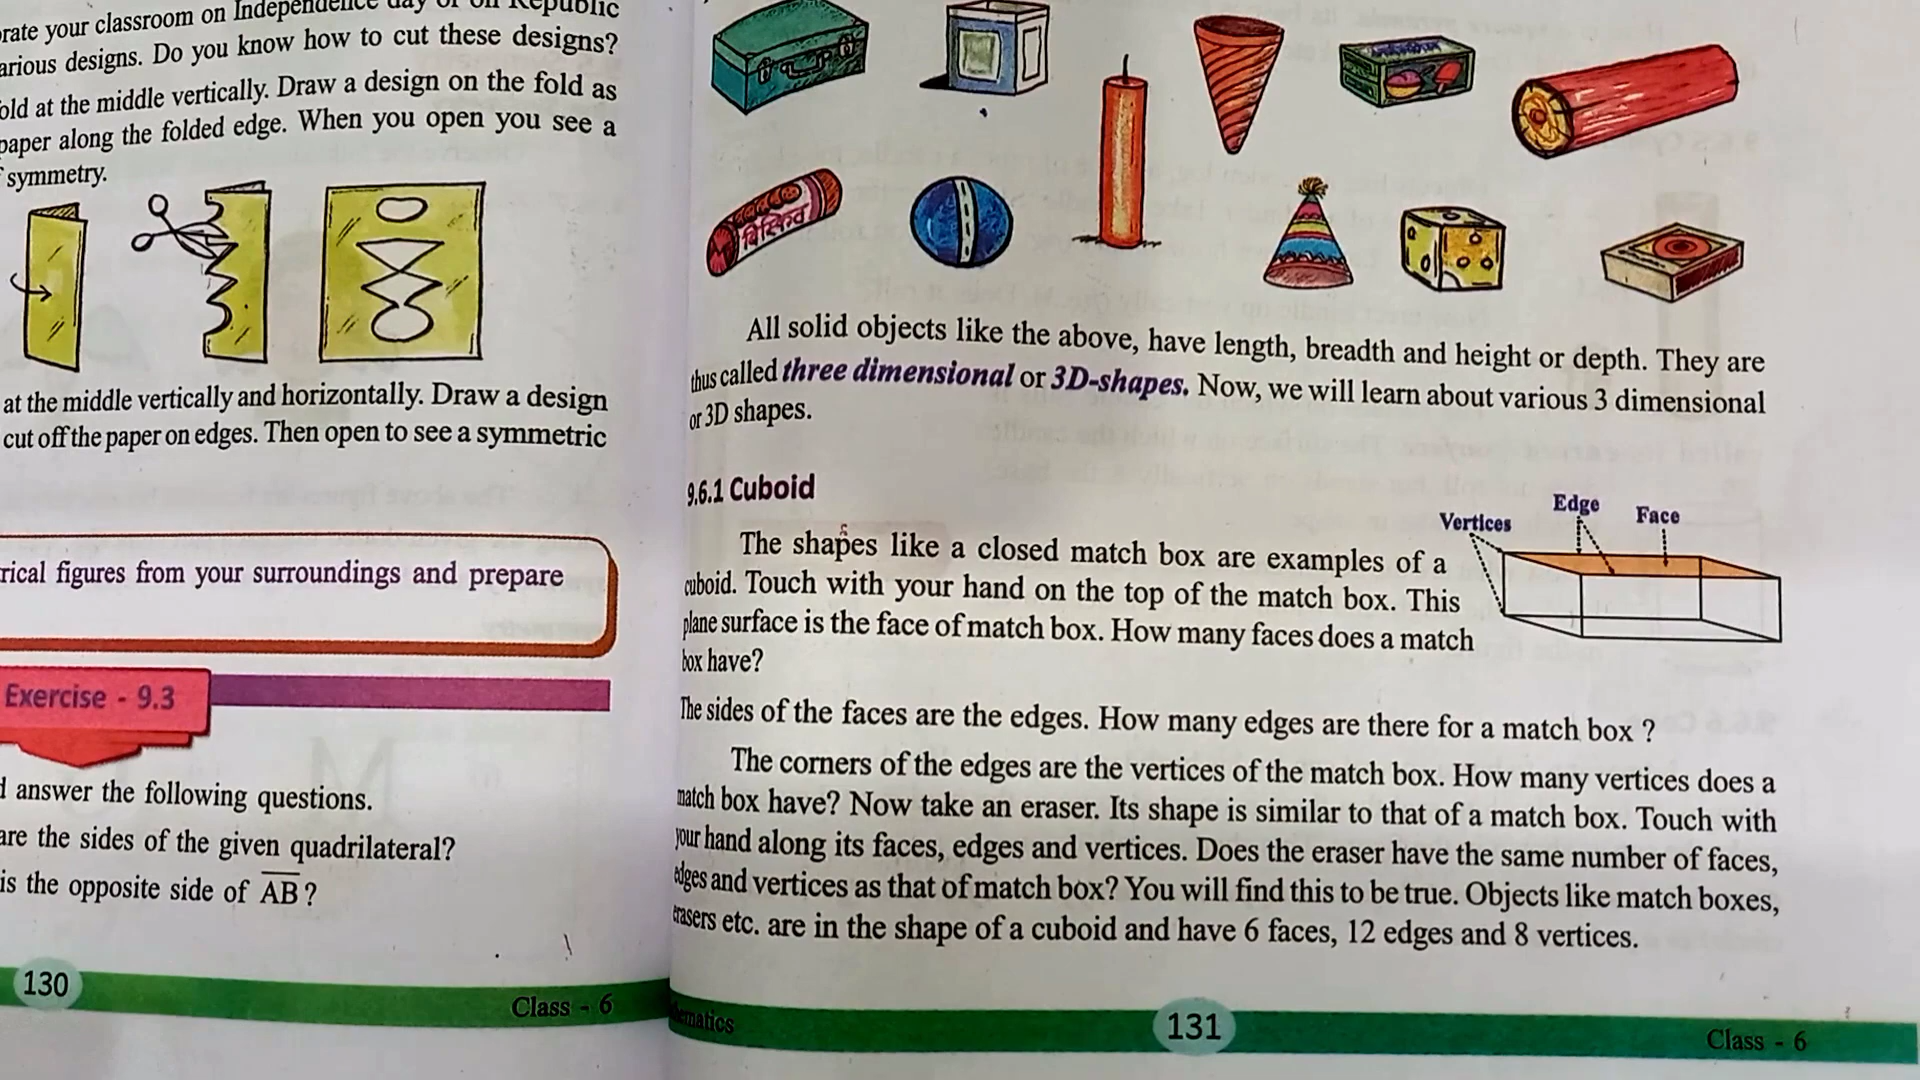 rate your classroom on Independence day or on Republic
arious designs. Do you know how to cut these designs?
old at the middle vertically. Draw a design on the fold as
paper along the folded edge. When you open you see a
symmetry.
at the middle vertically and horizontally. Draw a design
cut off the paper on edges. Then open to see a symmetric
rical figures from your surroundings and prepare
Exercise - 9.3
answer the following questions.
are the sides of the given quadrilateral?
is the opposite side of AB ?
130
Class - 6
बिस्किट
All solid objects like the above, have length, breadth and height or depth. They are
thus called three dimensional or 3D-shapes. Now, we will learn about various 3 dimensional
or 3D shapes.
9.6.1 Cuboid
Vertices
Edge
Face
The shapes like a closed match box are examples of a
cuboid. Touch with your hand on the top of the match box. This
plane surface is the face of match box. How many faces does a match
box have?
The sides of the faces are the edges. How many edges are there for a match box ?
The corners of the edges are the vertices of the match box. How many vertices does a
match box have? Now take an eraser. Its shape is similar to that of a match box. Touch with
your hand along its faces, edges and vertices. Does the eraser have the same number of faces,
edges and vertices as that of match box? You will find this to be true. Objects like match boxes,
erasers etc. are in the shape of a cuboid and have 6 faces, 12 edges and 8 vertices.
ematics
131
Class - 6